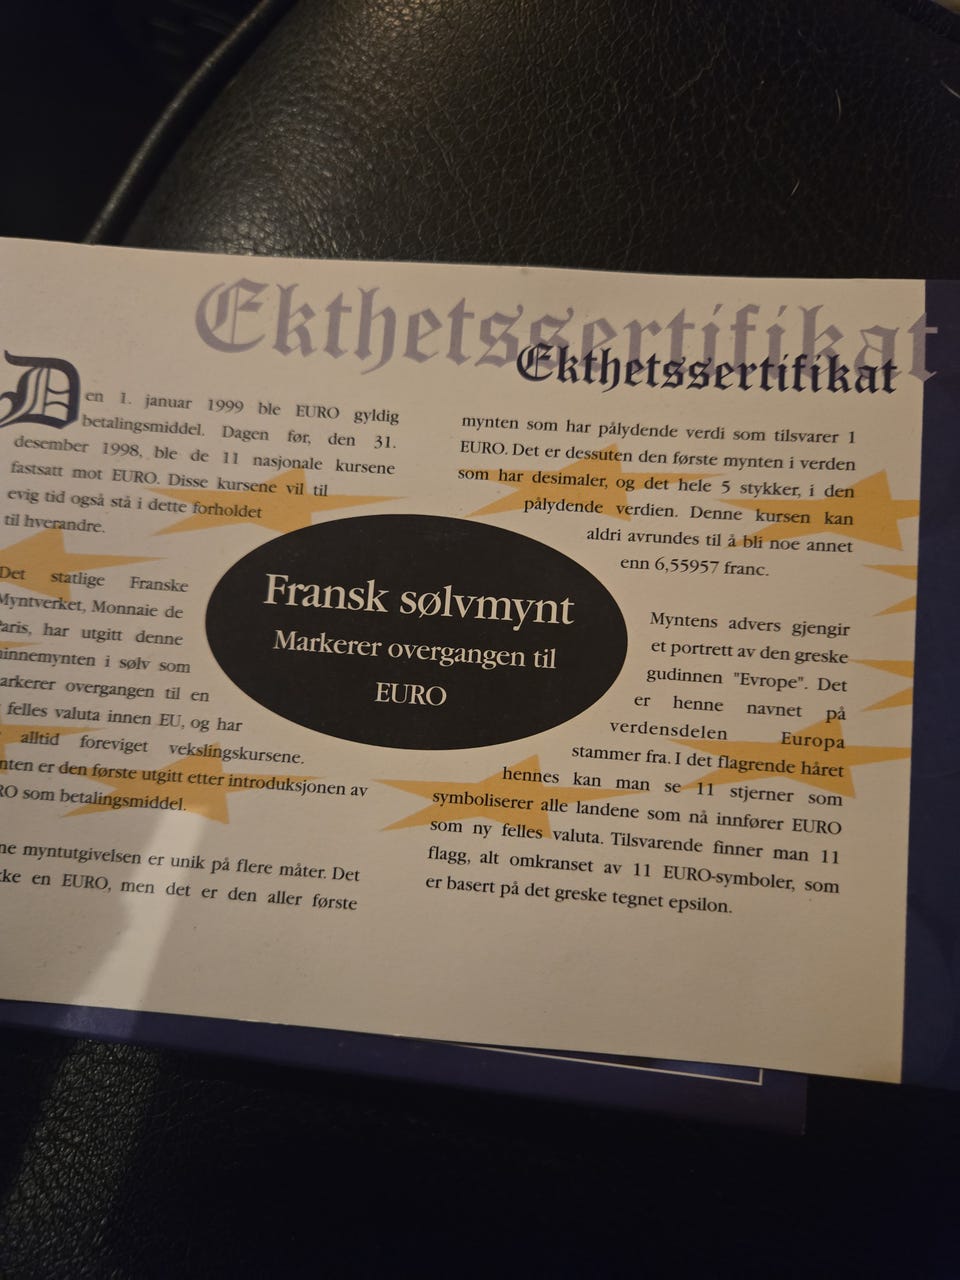 Ekthetssertifikat
Ekthetssertifikat
Den 1. januar 1999 ble EURO gyldig
betalingsmiddel. Dagen før, den 31.
desember 1998, ble de 11 nasjonale kursene
fastsatt mot EURO. Disse kursene vil til
evig tid også stå i dette forholdet
til hverandre.
Det statlige Franske
Myntverket, Monnaie de
aris, har utgitt denne
innemynten i sølv som
arkerer overgangen til en
felles valuta innen EU, og har
alltid foreviget vekslingskursene.
nten er den første utgitt etter introduksjonen av
RO som betalingsmiddel.
ne myntutgivelsen er unik på flere måter. Det
ke en EURO, men det er den aller første
Fransk sølvmynt
Markerer overgangen til
EURO
mynten som har pålydende verdi som tilsvarer 1
EURO. Det er dessuten den første mynten i verden
som har desimaler, og det hele 5 stykker, i den
pålydende verdien. Denne kursen kan
aldri avrundes til å bli noe annet
enn 6,55957 franc.
Myntens advers gjengir
et portrett av den greske
gudinnen "Evrope". Det
er henne navnet på
verdensdelen Europa
stammer fra. I det flagrende håret
hennes kan man se 11 stjerner som
symboliserer alle landene som nå innfører EURO
som ny felles valuta. Tilsvarende finner man 11
flagg, alt omkranset av 11 EURO-symboler, som
er basert på det greske tegnet epsilon.